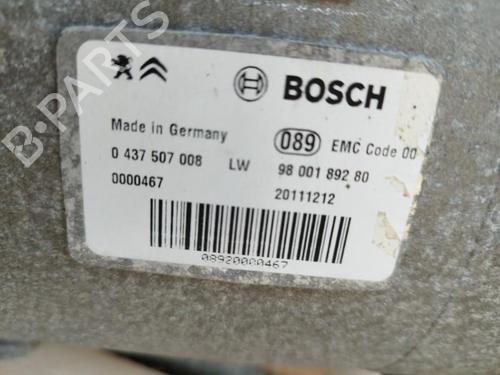 BOSCH
Made in Germany
089 EMC Code 00
0 437 507 008 LW 98 001 892 80
0000467
20111212
08920000467
B-PARTS